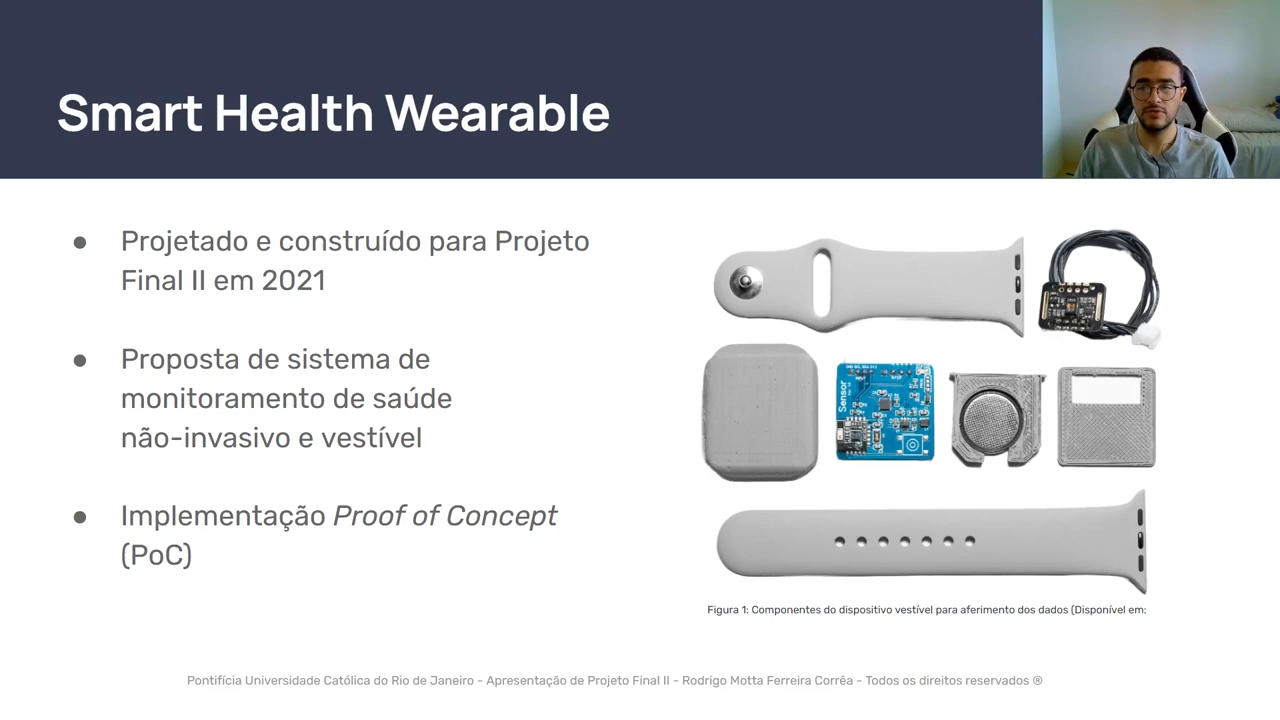 Smart Health Wearable
● Projetado e construído para Projeto
Final II em 2021
● Proposta de sistema de
monitoramento de saúde
não-invasivo e vestível
● Implementação Proof of Concept
(PoC)
Sensor
Figura 1: Componentes do dispositivo vestível para aferimento dos dados (Disponível em:
Pontifícia Universidade Católica do Rio de Janeiro - Apresentação de Projeto Final II - Rodrigo Motta Ferreira Corrêa - Todos os direitos reservados ®